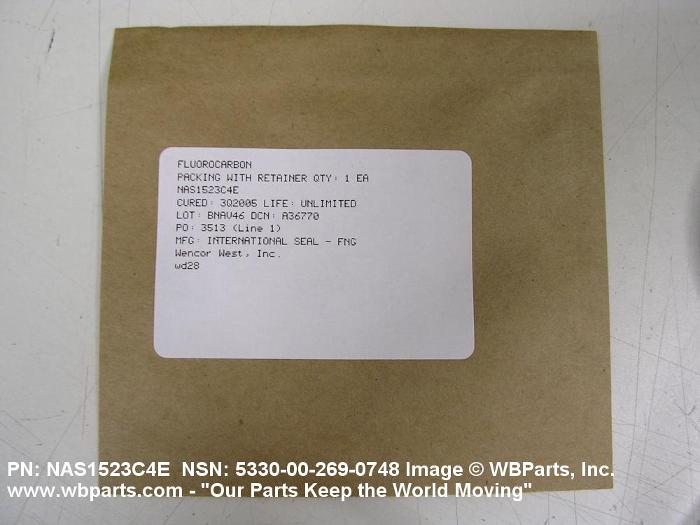 FLUOROCARBON
PACKING WITH RETAINER QTY: 1 EA
NAS1523C4E
CURED: 3Q2005 LIFE: UNLIMITED
LOT: BNAV46 DCN: A36770
PO: 3513 (Line 1)
MFG: INTERNATIONAL SEAL - FNG
Wencor West, Inc.
wd28
PN: NAS1523C4E NSN: 5330-00-269-0748 Image © WBParts, Inc.
www.wbparts.com - "Our Parts Keep the World Moving"